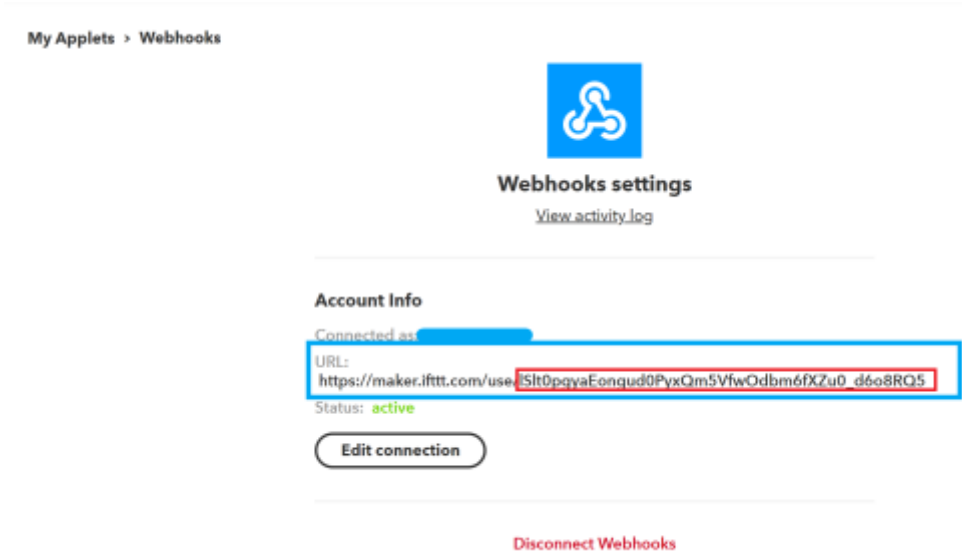 My Applets › Webhooks
Webhooks settings
View activity log
Account Info
Connected as:
URL:
https://maker.ifttt.com/use/lSlt0pqyaEongud0PyxQm5VfwOdbm6fXZu0_d6o8RQ5
Status: active
Edit connection
Disconnect Webhooks